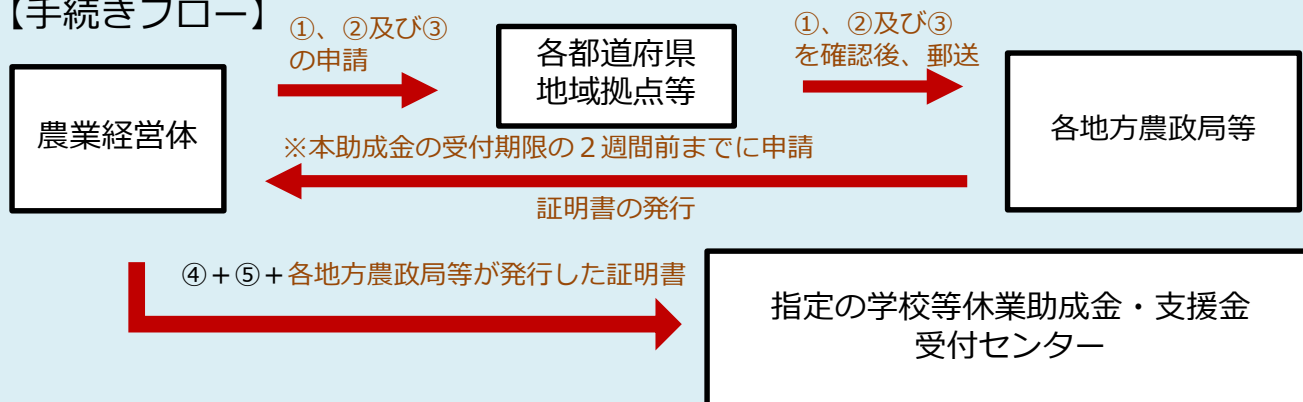 【手続きフロー】
①、②及び③
の申請
各都道府県
地域拠点等
①、②及び③
を確認後、郵送
農業経営体
各地方農政局等
※本助成金の受付期限の２週間前までに申請
証明書の発行
④＋⑤＋各地方農政局等が発行した証明書
指定の学校等休業助成金・支援金
受付センター